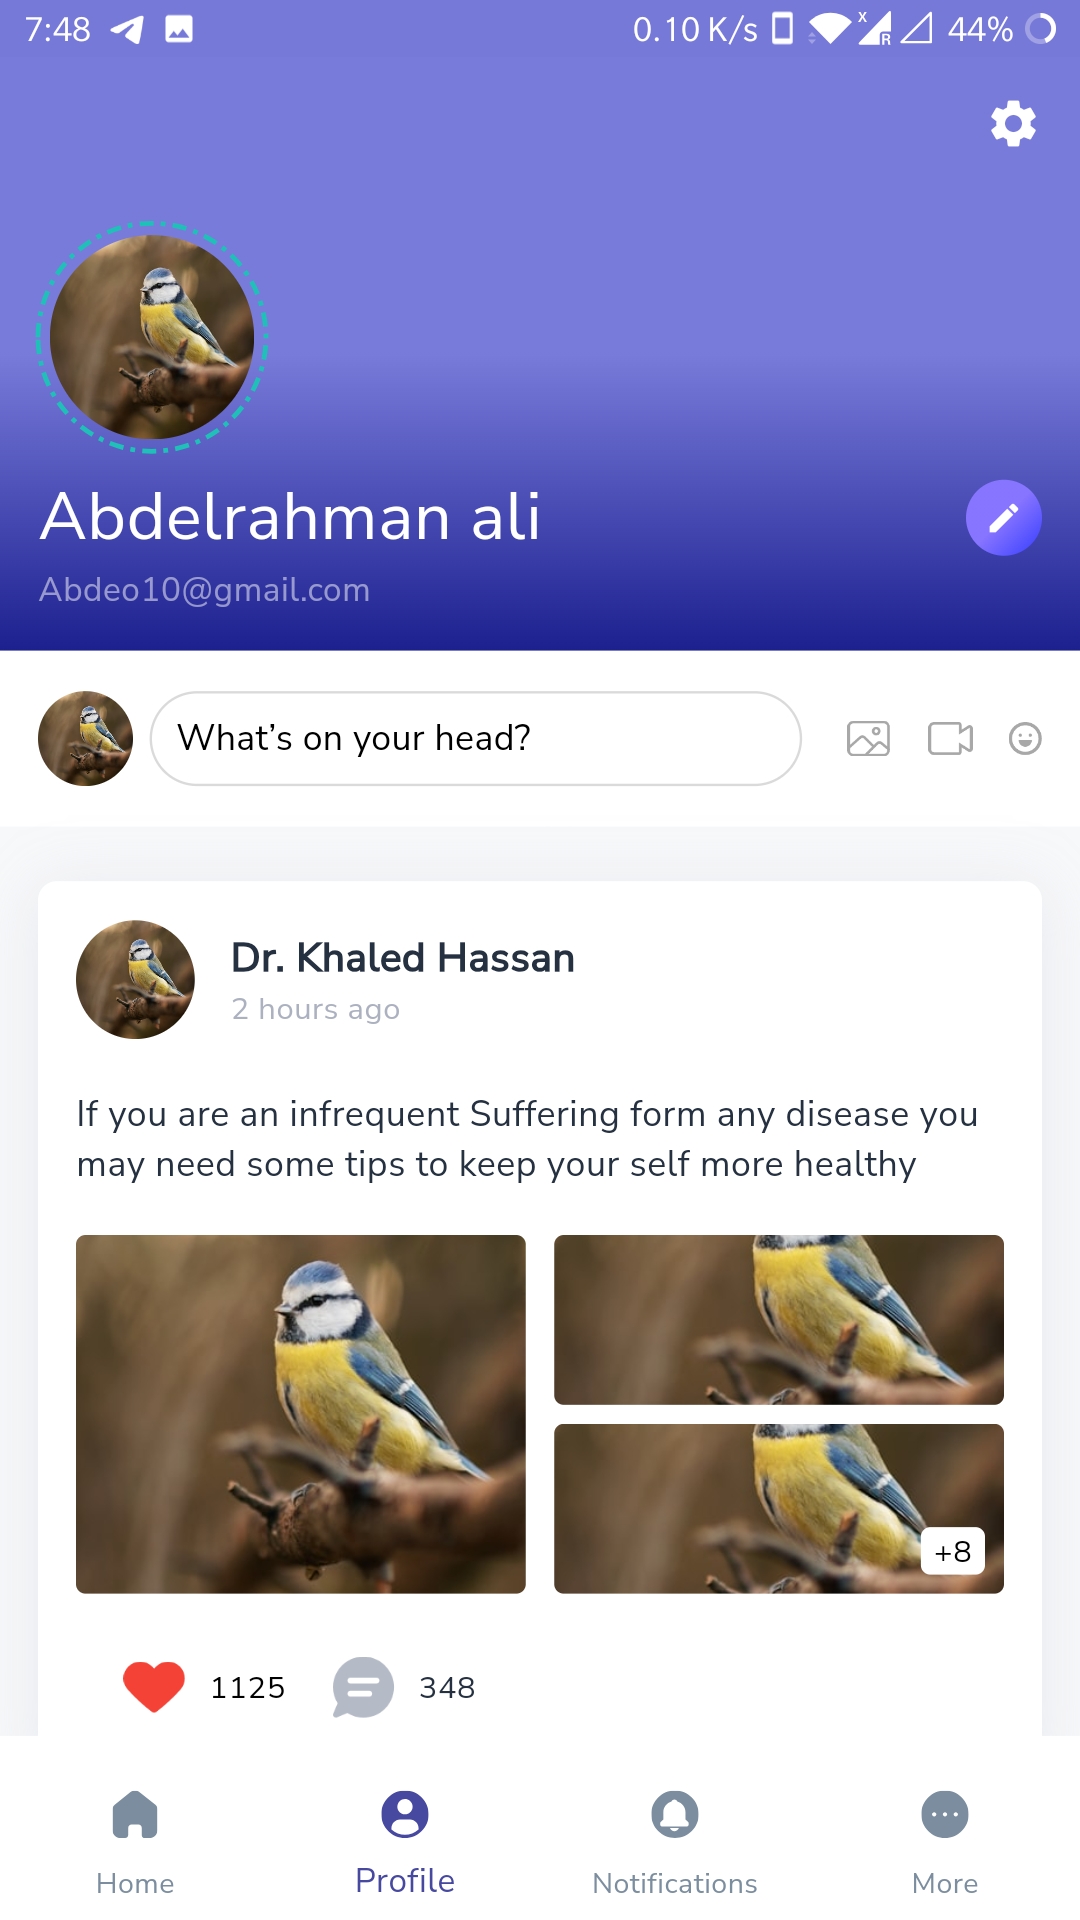 7:48 0.10 K/s x R 44%
Abdelrahman ali
Abdeo10@gmail.com
What’s on your head?
Dr. Khaled Hassan
2 hours ago
If you are an infrequent Suffering form any disease you
may need some tips to keep your self more healthy
+8
1125 348
Home Profile Notifications More